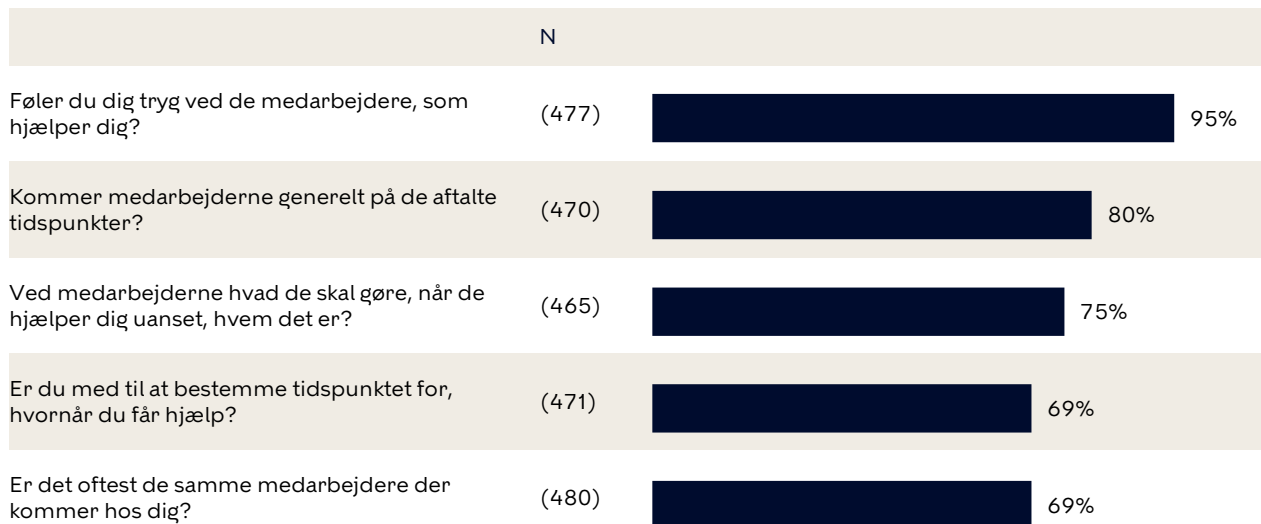 N
Føler du dig tryg ved de medarbejdere, som
hjælper dig?
(477)
95%
Kommer medarbejderne generelt på de aftalte
tidspunkter?
(470)
80%
Ved medarbejderne hvad de skal gøre, når de
hjælper dig uanset, hvem det er?
(465)
75%
Er du med til at bestemme tidspunktet for,
hvornår du får hjælp?
(471)
69%
Er det oftest de samme medarbejdere der
kommer hos dig?
(480)
69%